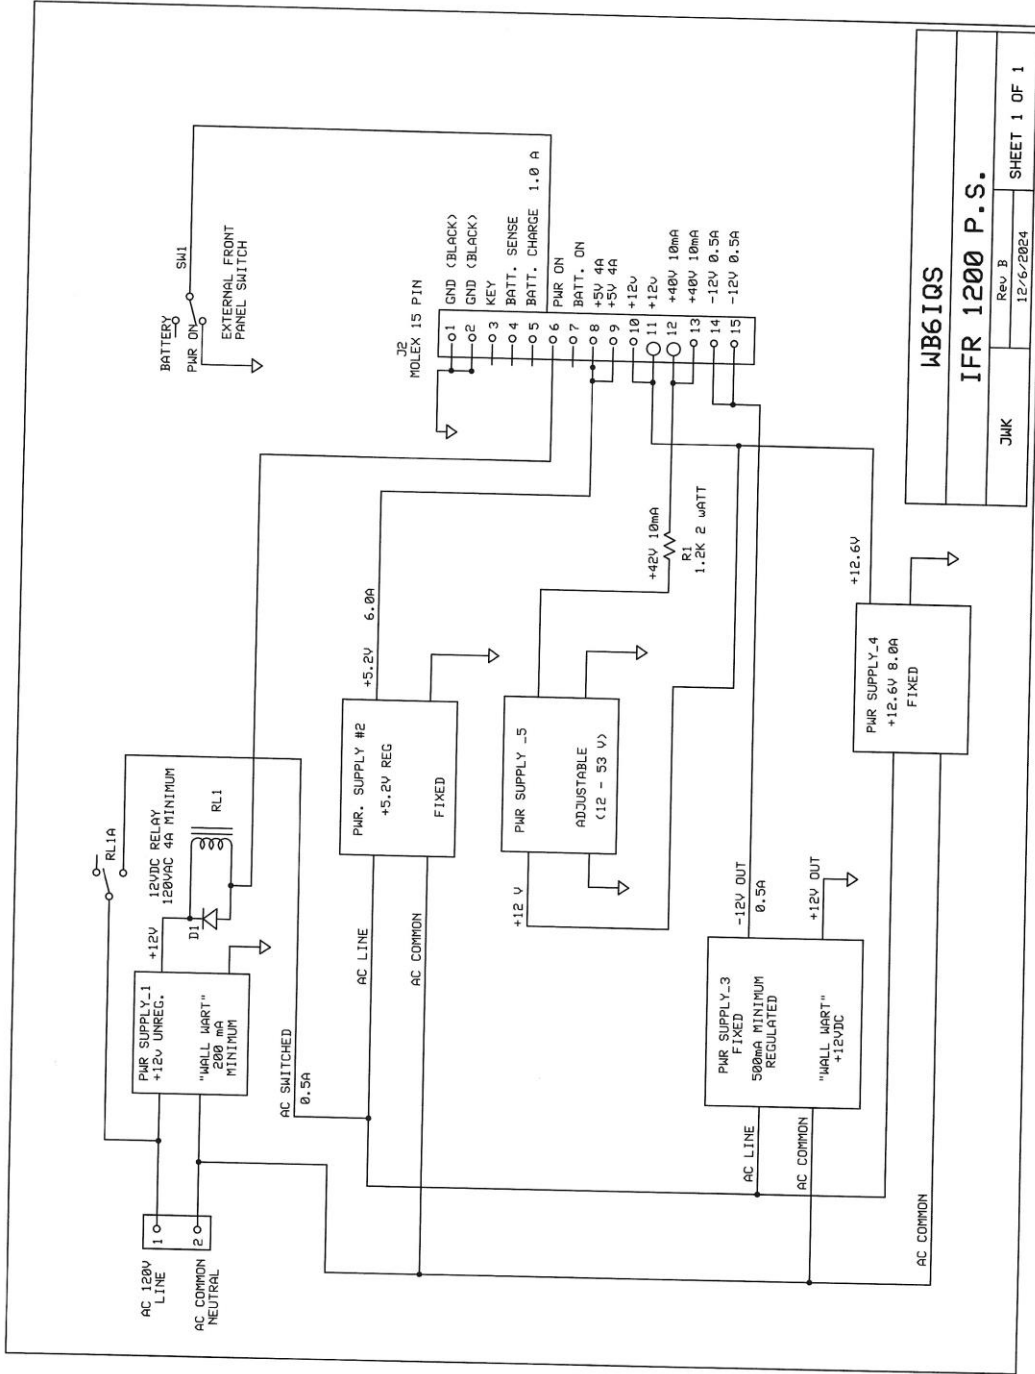 BATTERY
PWR ON
SW1
EXTERNAL FRONT
PANEL SWITCH
RL1A
12VDC RELAY
120VAC 4A MINIMUM
RL1
D1
+12V
PWR SUPPLY_1
+12v UNREG.
"WALL WART"
200 mA
MINIMUM
AC 120V
LINE
1
2
AC COMMON
NEUTRAL
AC SWITCHED
0.5A
J2
MOLEX 15 PIN
1 GND (BLACK)
2 GND (BLACK)
3 KEY
4 BATT. SENSE
5 BATT. CHARGE 1.0 A
6 PWR ON
7 BATT. ON
8 +5V 4A
9 +5V 4A
10 +12v
11 +12v
12 +40V 10mA
13 +40V 10mA
14 -12V 0.5A
15 -12V 0.5A
AC LINE
AC COMMON
PWR. SUPPLY #2
+5.2V REG
FIXED
+5.2V 6.0A
+12 V
PWR SUPPLY _5
ADJUSTABLE
(12 - 53 V)
+42V 10mA
R1
1.2K 2 WATT
AC LINE
AC COMMON
PWR SUPPLY_3
FIXED
500mA MINIMUM
REGULATED
"WALL WART"
+12VDC
-12V OUT
0.5A
+12V OUT
AC COMMON
PWR SUPPLY_4
+12.6V 8.0A
FIXED
+12.6V
WB6IQS
IFR 1200 P.S.
JWK
Rev B
12/6/2024
SHEET 1 OF 1